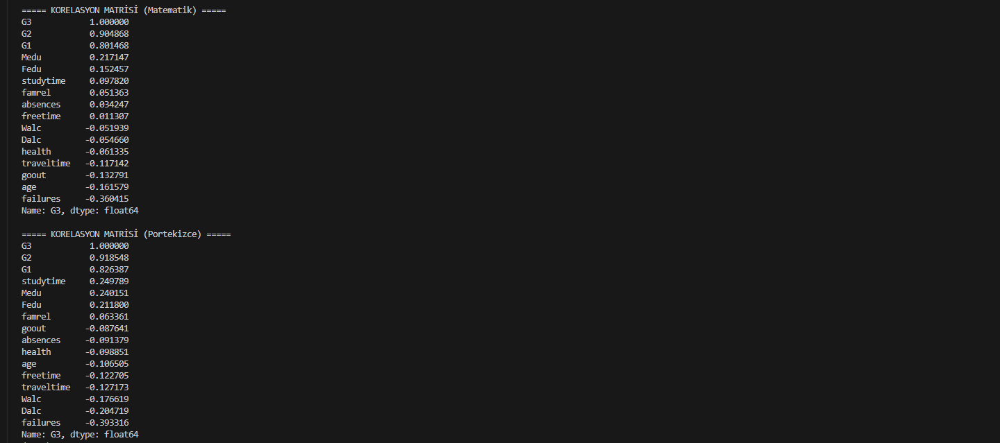 ===== KORELASYON MATRİSİ (Matematik) =====
G3 1.000000
G2 0.904868
G1 0.801468
Medu 0.217147
Fedu 0.152457
studytime 0.097820
famrel 0.051363
absences 0.034247
freetime 0.011307
Walc -0.051939
Dalc -0.054660
health -0.061335
traveltime -0.117142
goout -0.132791
age -0.161579
failures -0.360415
Name: G3, dtype: float64
===== KORELASYON MATRİSİ (Portekizce) =====
G3 1.000000
G2 0.918548
G1 0.826387
studytime 0.249789
Medu 0.240151
Fedu 0.211800
famrel 0.063361
goout -0.087641
absences -0.091379
health -0.098851
age -0.106505
freetime -0.122705
traveltime -0.127173
Walc -0.176619
Dalc -0.204719
failures -0.393316
Name: G3, dtype: float64